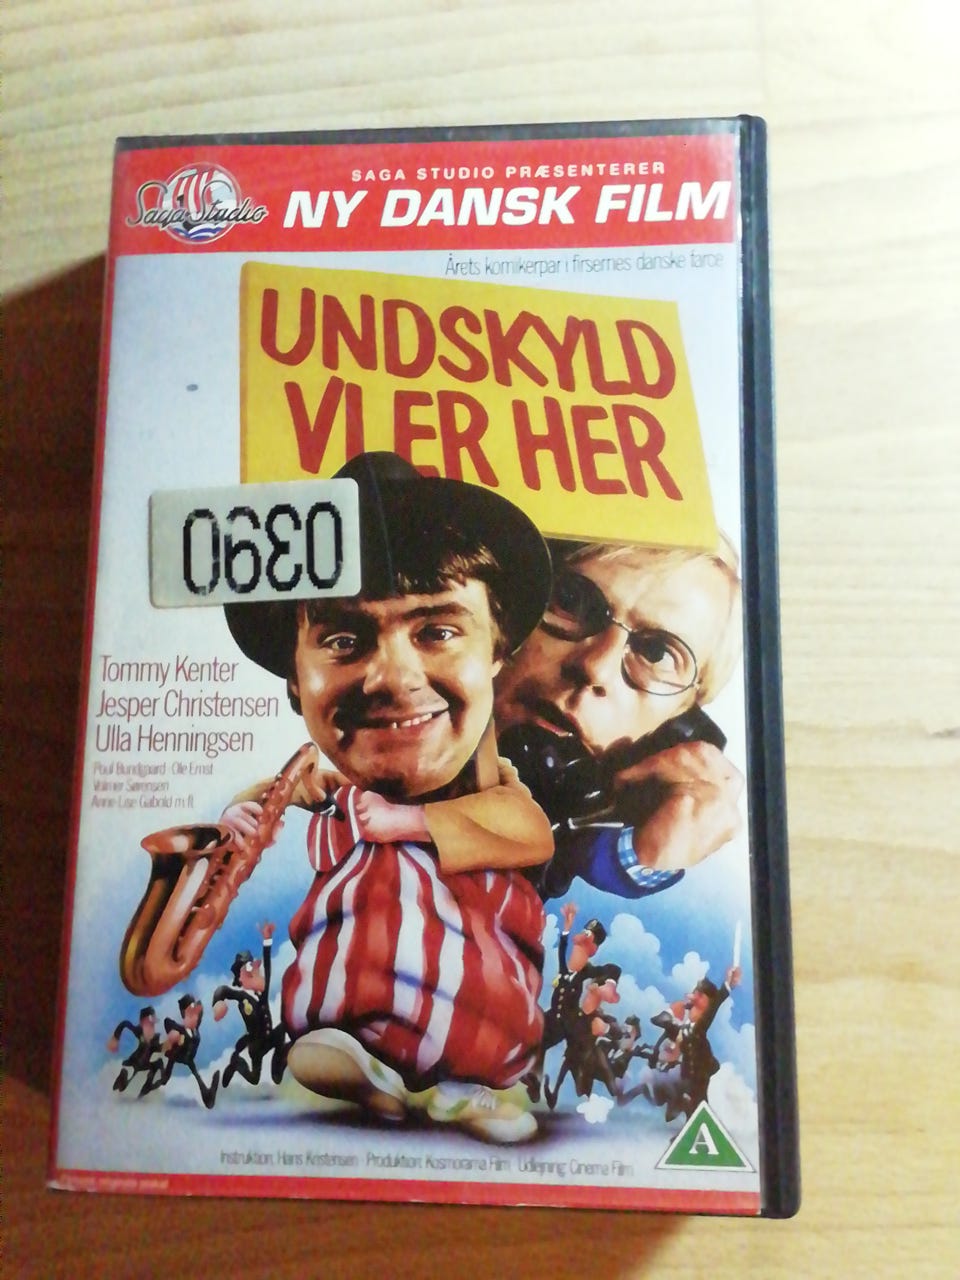 Saga Studio
SAGA STUDIO PRÆSENTERER
NY DANSK FILM
Årets komikerpar i firsernes danske farce
UNDSKYLD
VI ER HER
0390
Tommy Kenter
Jesper Christensen
Ulla Henningsen
Poul Bundgaard Ole Ernst
Volmer Sørensen
Anne-Lise Gabold m.fl.
Instruktion: Hans Kristensen Produktion: Kosmorama Film Udlejning: Cinema Film
A